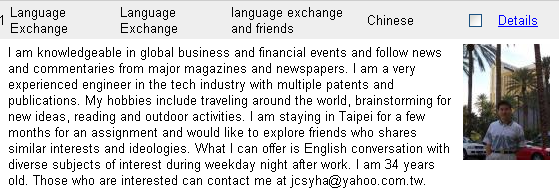 1 Language Exchange Language Exchange language exchange and friends Chinese Details
I am knowledgeable in global business and financial events and follow news
and commentaries from major magazines and newspapers. I am a very
experienced engineer in the tech industry with multiple patents and
publications. My hobbies include traveling around the world, brainstorming for
new ideas, reading and outdoor activities. I am staying in Taipei for a few
months for an assignment and would like to explore friends who shares
similar interests and ideologies. What I can offer is English conversation with
diverse subjects of interest during weekday night after work. I am 34 years
old. Those who are interested can contact me at jcsyha@yahoo.com.tw.